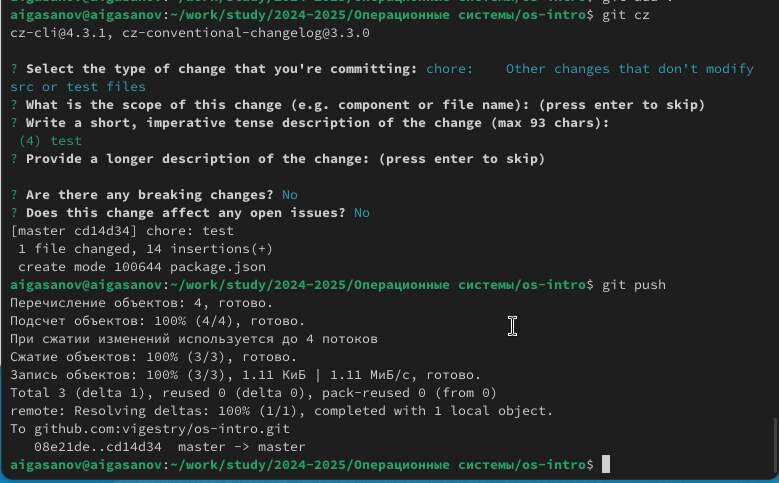 aigasanov@aigasanov:~/work/study/2024-2025/Операционные системы/os-intro$ git cz
cz-cli@4.3.1, cz-conventional-changelog@3.3.0
? Select the type of change that you're committing: chore:    Other changes that don't modify
src or test files
? What is the scope of this change (e.g. component or file name): (press enter to skip)
? Write a short, imperative tense description of the change (max 93 chars):
 (4) test
? Provide a longer description of the change: (press enter to skip)
? Are there any breaking changes? No
? Does this change affect any open issues? No
[master cd14d34] chore: test
 1 file changed, 14 insertions(+)
 create mode 100644 package.json
aigasanov@aigasanov:~/work/study/2024-2025/Операционные системы/os-intro$ git push
Перечисление объектов: 4, готово.
Подсчет объектов: 100% (4/4), готово.
При сжатии изменений используется до 4 потоков
Сжатие объектов: 100% (3/3), готово.
Запись объектов: 100% (3/3), 1.11 КиБ | 1.11 МиБ/с, готово.
Total 3 (delta 1), reused 0 (delta 0), pack-reused 0 (from 0)
remote: Resolving deltas: 100% (1/1), completed with 1 local object.
To github.com:vigestry/os-intro.git
   08e21de..cd14d34  master -> master
aigasanov@aigasanov:~/work/study/2024-2025/Операционные системы/os-intro$